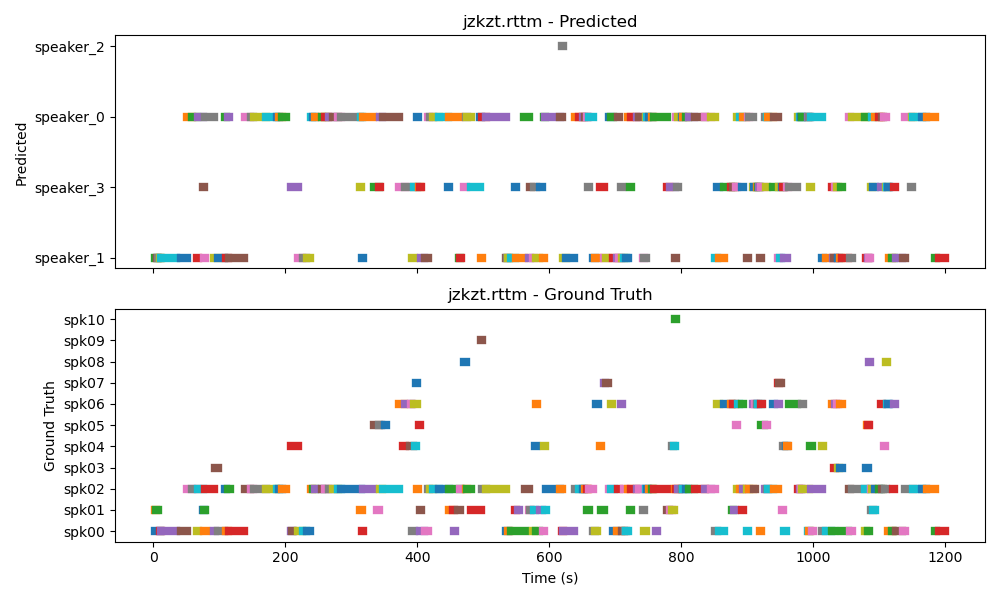 jzkzt.rttm - Predicted
speaker_2
speaker_0
speaker_3
speaker_1
Predicted
jzkzt.rttm - Ground Truth
spk10
spk09
spk08
spk07
spk06
spk05
spk04
spk03
spk02
spk01
spk00
Ground Truth
0 200 400 600 800 1000 1200
Time (s)